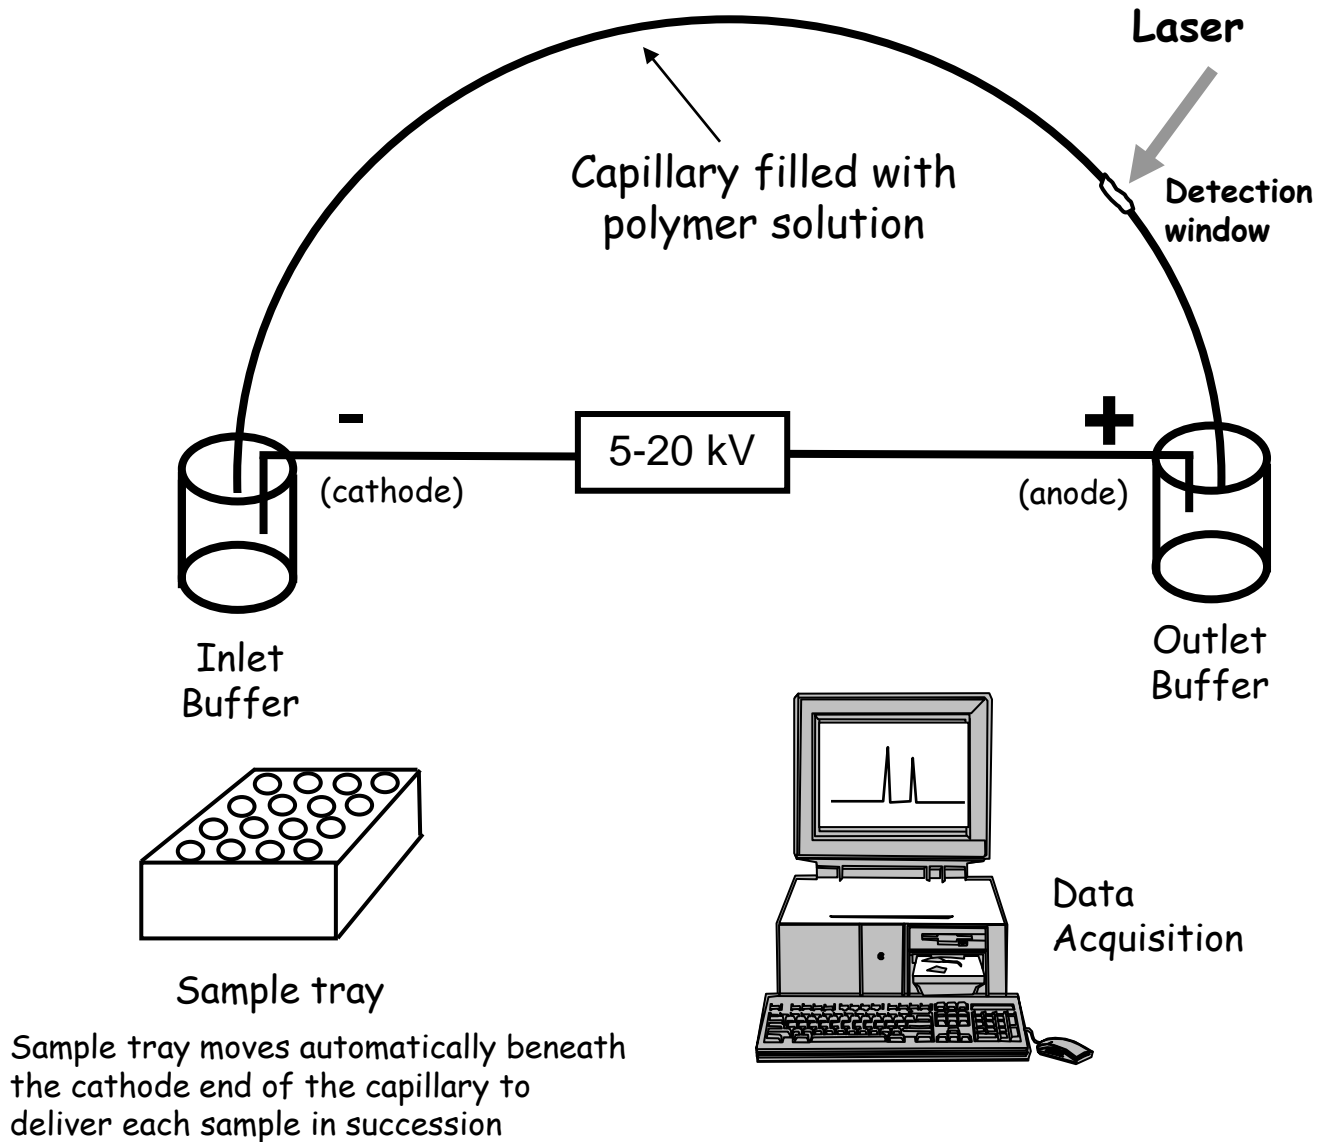 Laser
Capillary filled with
polymer solution
Detection
window
-
+
5-20 kV
(cathode)
(anode)
Inlet
Buffer
Outlet
Buffer
Data
Acquisition
Sample tray
Sample tray moves automatically beneath
the cathode end of the capillary to
deliver each sample in succession